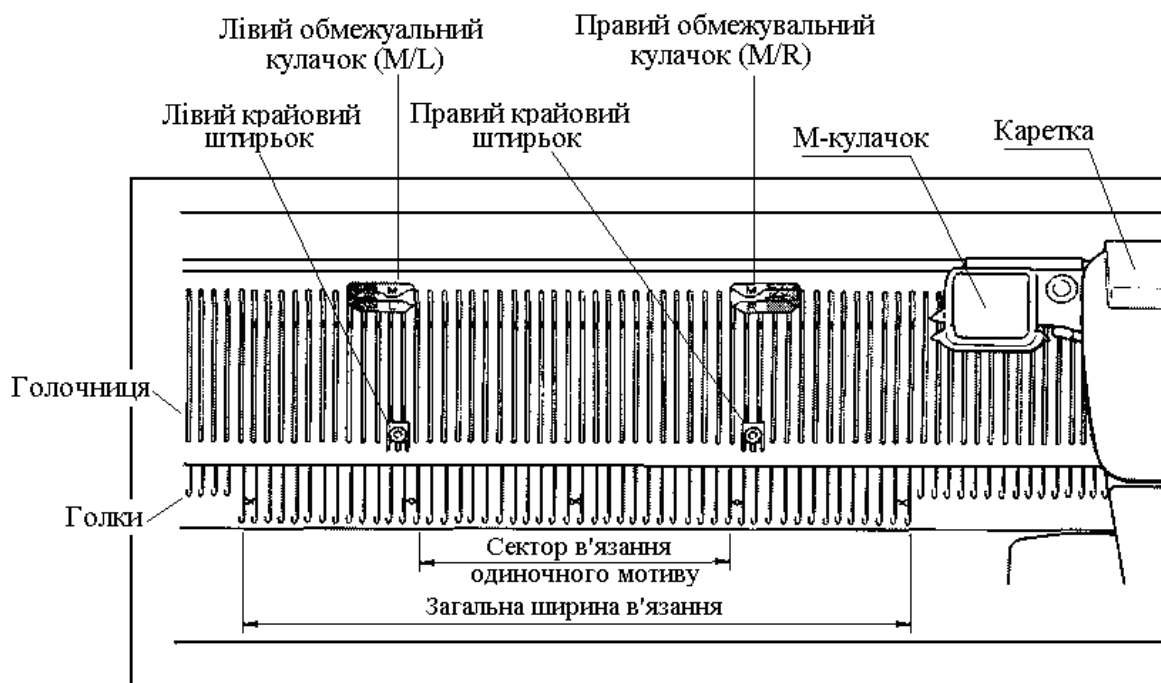 Лівий обмежуальний
кулачок (M/L)
Правий обмежувальний
кулачок (M/R)
Лівий крайовий
штирьок
Правий крайовий
штирьок
М-кулачок
Каретка
M
M
Голочниця
Голки
Сектор в'язання
одиночного мотиву
Загальна ширина в'язання